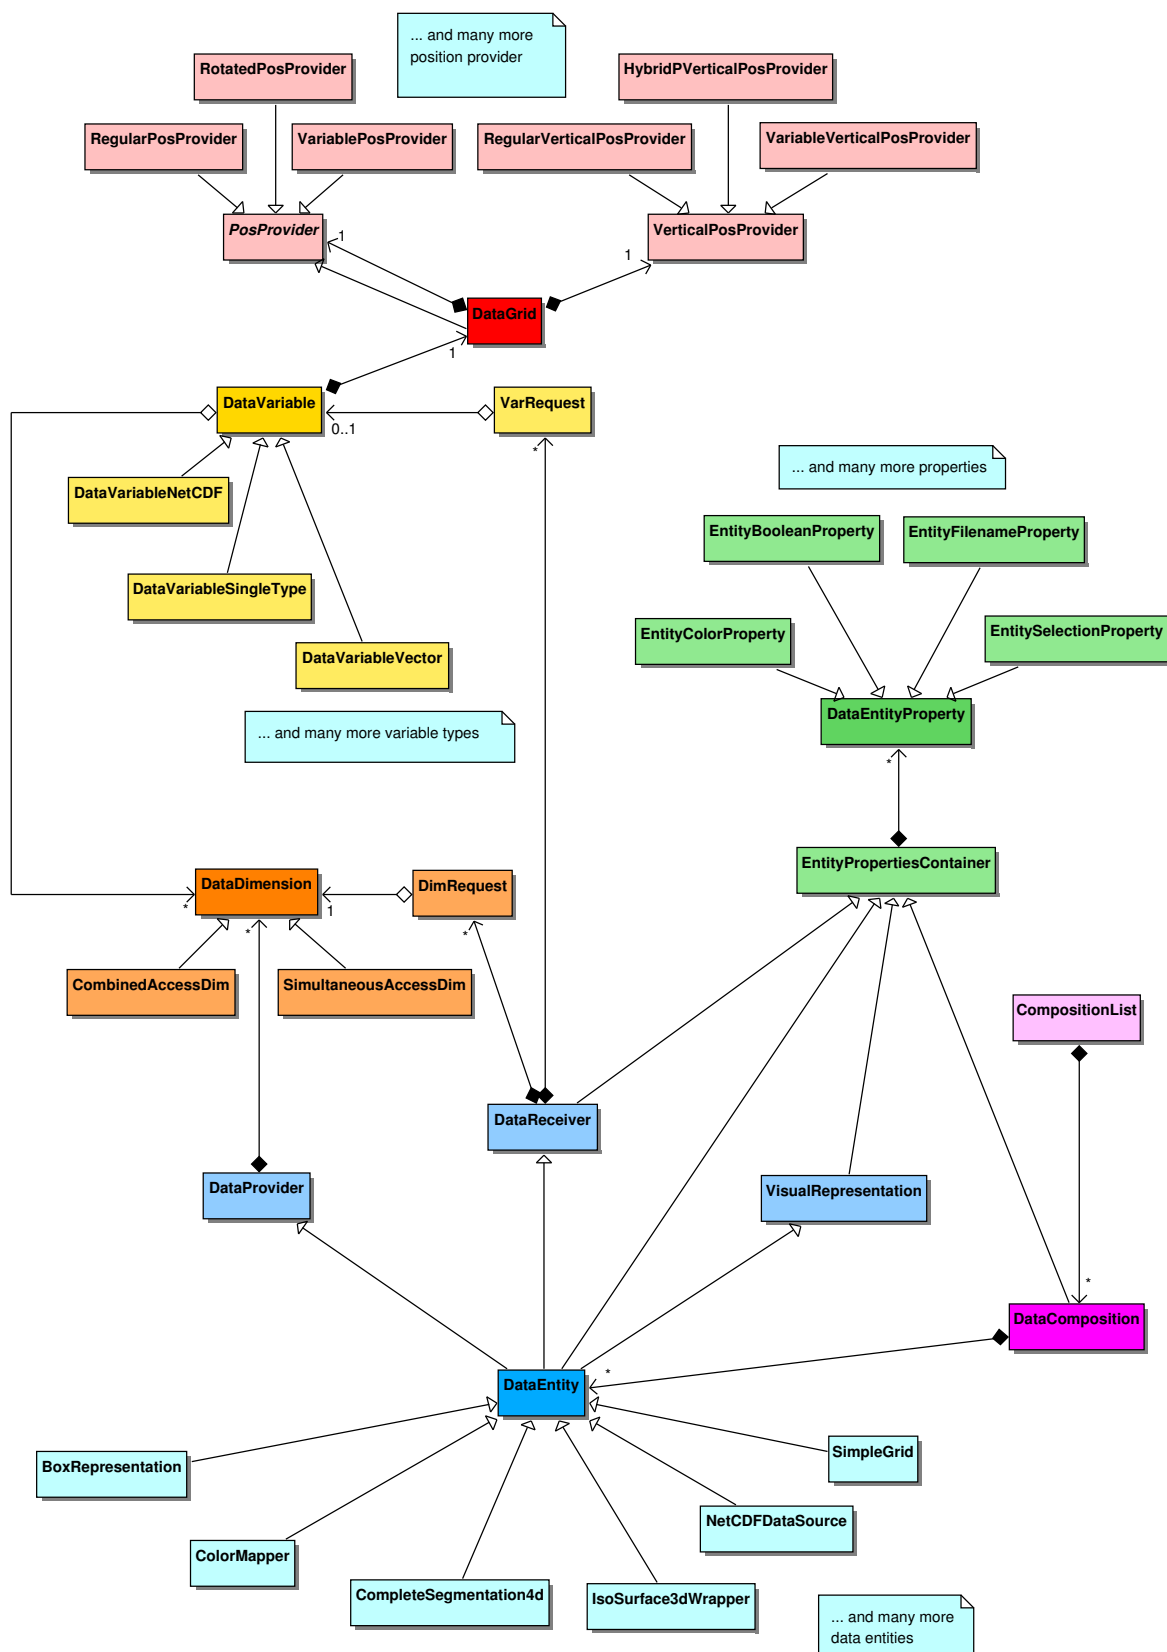 ... and many more
position provider
RotatedPosProvider
HybridPVerticalPosProvider
RegularPosProvider
VariablePosProvider
RegularVerticalPosProvider
VariableVerticalPosProvider
PosProvider
VerticalPosProvider
1
1
DataGrid
1
DataVariable
VarRequest
0..1
*
... and many more properties
DataVariableNetCDF
EntityBooleanProperty
EntityFilenameProperty
DataVariableSingleType
EntityColorProperty
EntitySelectionProperty
DataVariableVector
DataEntityProperty
... and many more variable types
*
EntityPropertiesContainer
DataDimension
DimRequest
*
1
*
*
CombinedAccessDim
SimultaneousAccessDim
CompositionList
DataReceiver
DataProvider
VisualRepresentation
*
DataComposition
*
DataEntity
BoxRepresentation
SimpleGrid
NetCDFDataSource
ColorMapper
CompleteSegmentation4d
IsoSurface3dWrapper
... and many more
data entities